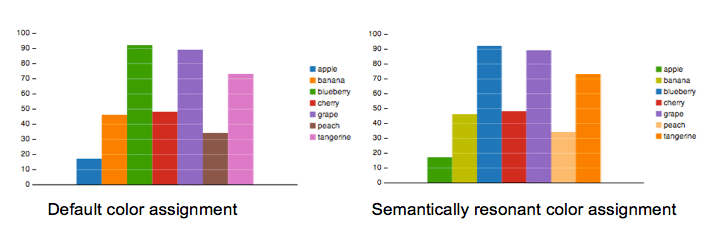 100
90
80
70
60
50
40
30
20
10
0
apple
banana
blueberry
cherry
grape
peach
tangerine
Default color assignment
100
90
80
70
60
50
40
30
20
10
0
apple
banana
blueberry
cherry
grape
peach
tangerine
Semantically resonant color assignment